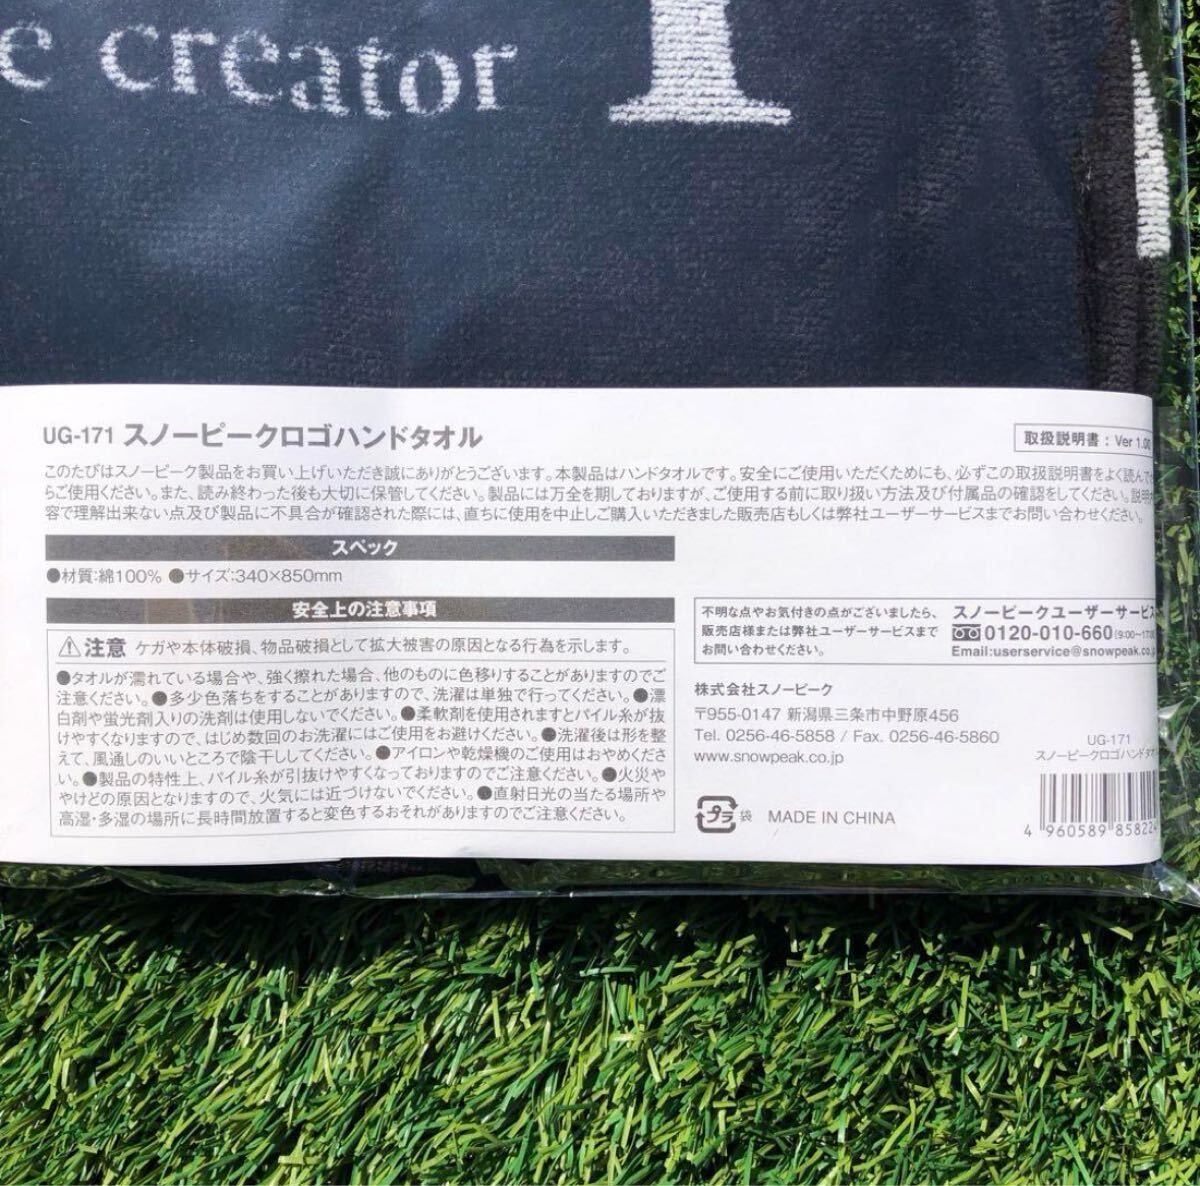 e creator
UG-171 スノーピークロゴハンドタオル
取扱説明書：Ver 1.00
このたびはスノーピーク製品をお買い上げいただき誠にありがとうございます。本製品はハンドタオルです。安全にご使用いただくためにも、必ずこの取扱説明書をよく読んでか
らご使用ください。また、読み終わった後も大切に保管してください。製品には万全を期しておりますが、ご使用する前に取り扱い方法及び付属品の確認をしてください。説明内
容で理解出来ない点及び製品に不具合が確認された際には、直ちに使用を中止しご購入いただきました販売店もしくは弊社ユーザーサービスまでお問い合わせください。
スペック
●材質：綿100% ●サイズ：340×850mm
安全上の注意事項
注意 ケガや本体破損、物品破損として拡大被害の原因となる行為を示します。
●タオルが濡れている場合や、強く擦れた場合、他のものに色移りすることがありますのでご
注意ください。●多少色落ちをすることがありますので、洗濯は単独で行ってください。●漂
白剤や蛍光剤入りの洗剤は使用しないでください。●柔軟剤を使用されますとパイル糸が抜
けやすくなりますので、はじめ数回のお洗濯にはご使用をお避けください。●洗濯後は形を整
えて、風通しのいいところで陰干ししてください。●アイロンや乾燥機のご使用はおやめくださ
い。●製品の特性上、パイル糸が引抜けやすくなっておりますのでご注意ください。●火災や
やけどの原因となりますので、火気には近づけないでください。●直射日光の当たる場所や
高湿・多湿の場所に長時間放置すると変色するおそれがありますのでご注意ください。
不明な点やお気付きの点がございましたら、
販売店様または弊社ユーザーサービスまで
お問い合わせください。
スノーピークユーザーサービス
0120-010-660 (9:00～17:00
Email:userservice@snowpeak.co.j
株式会社スノーピーク
〒955-0147 新潟県三条市中野原456
Tel. 0256-46-5858 / Fax. 0256-46-5860
www.snowpeak.co.jp
プラ 袋 MADE IN CHINA
UG-171
スノーピークロゴハンドタオル
4 960589 858224